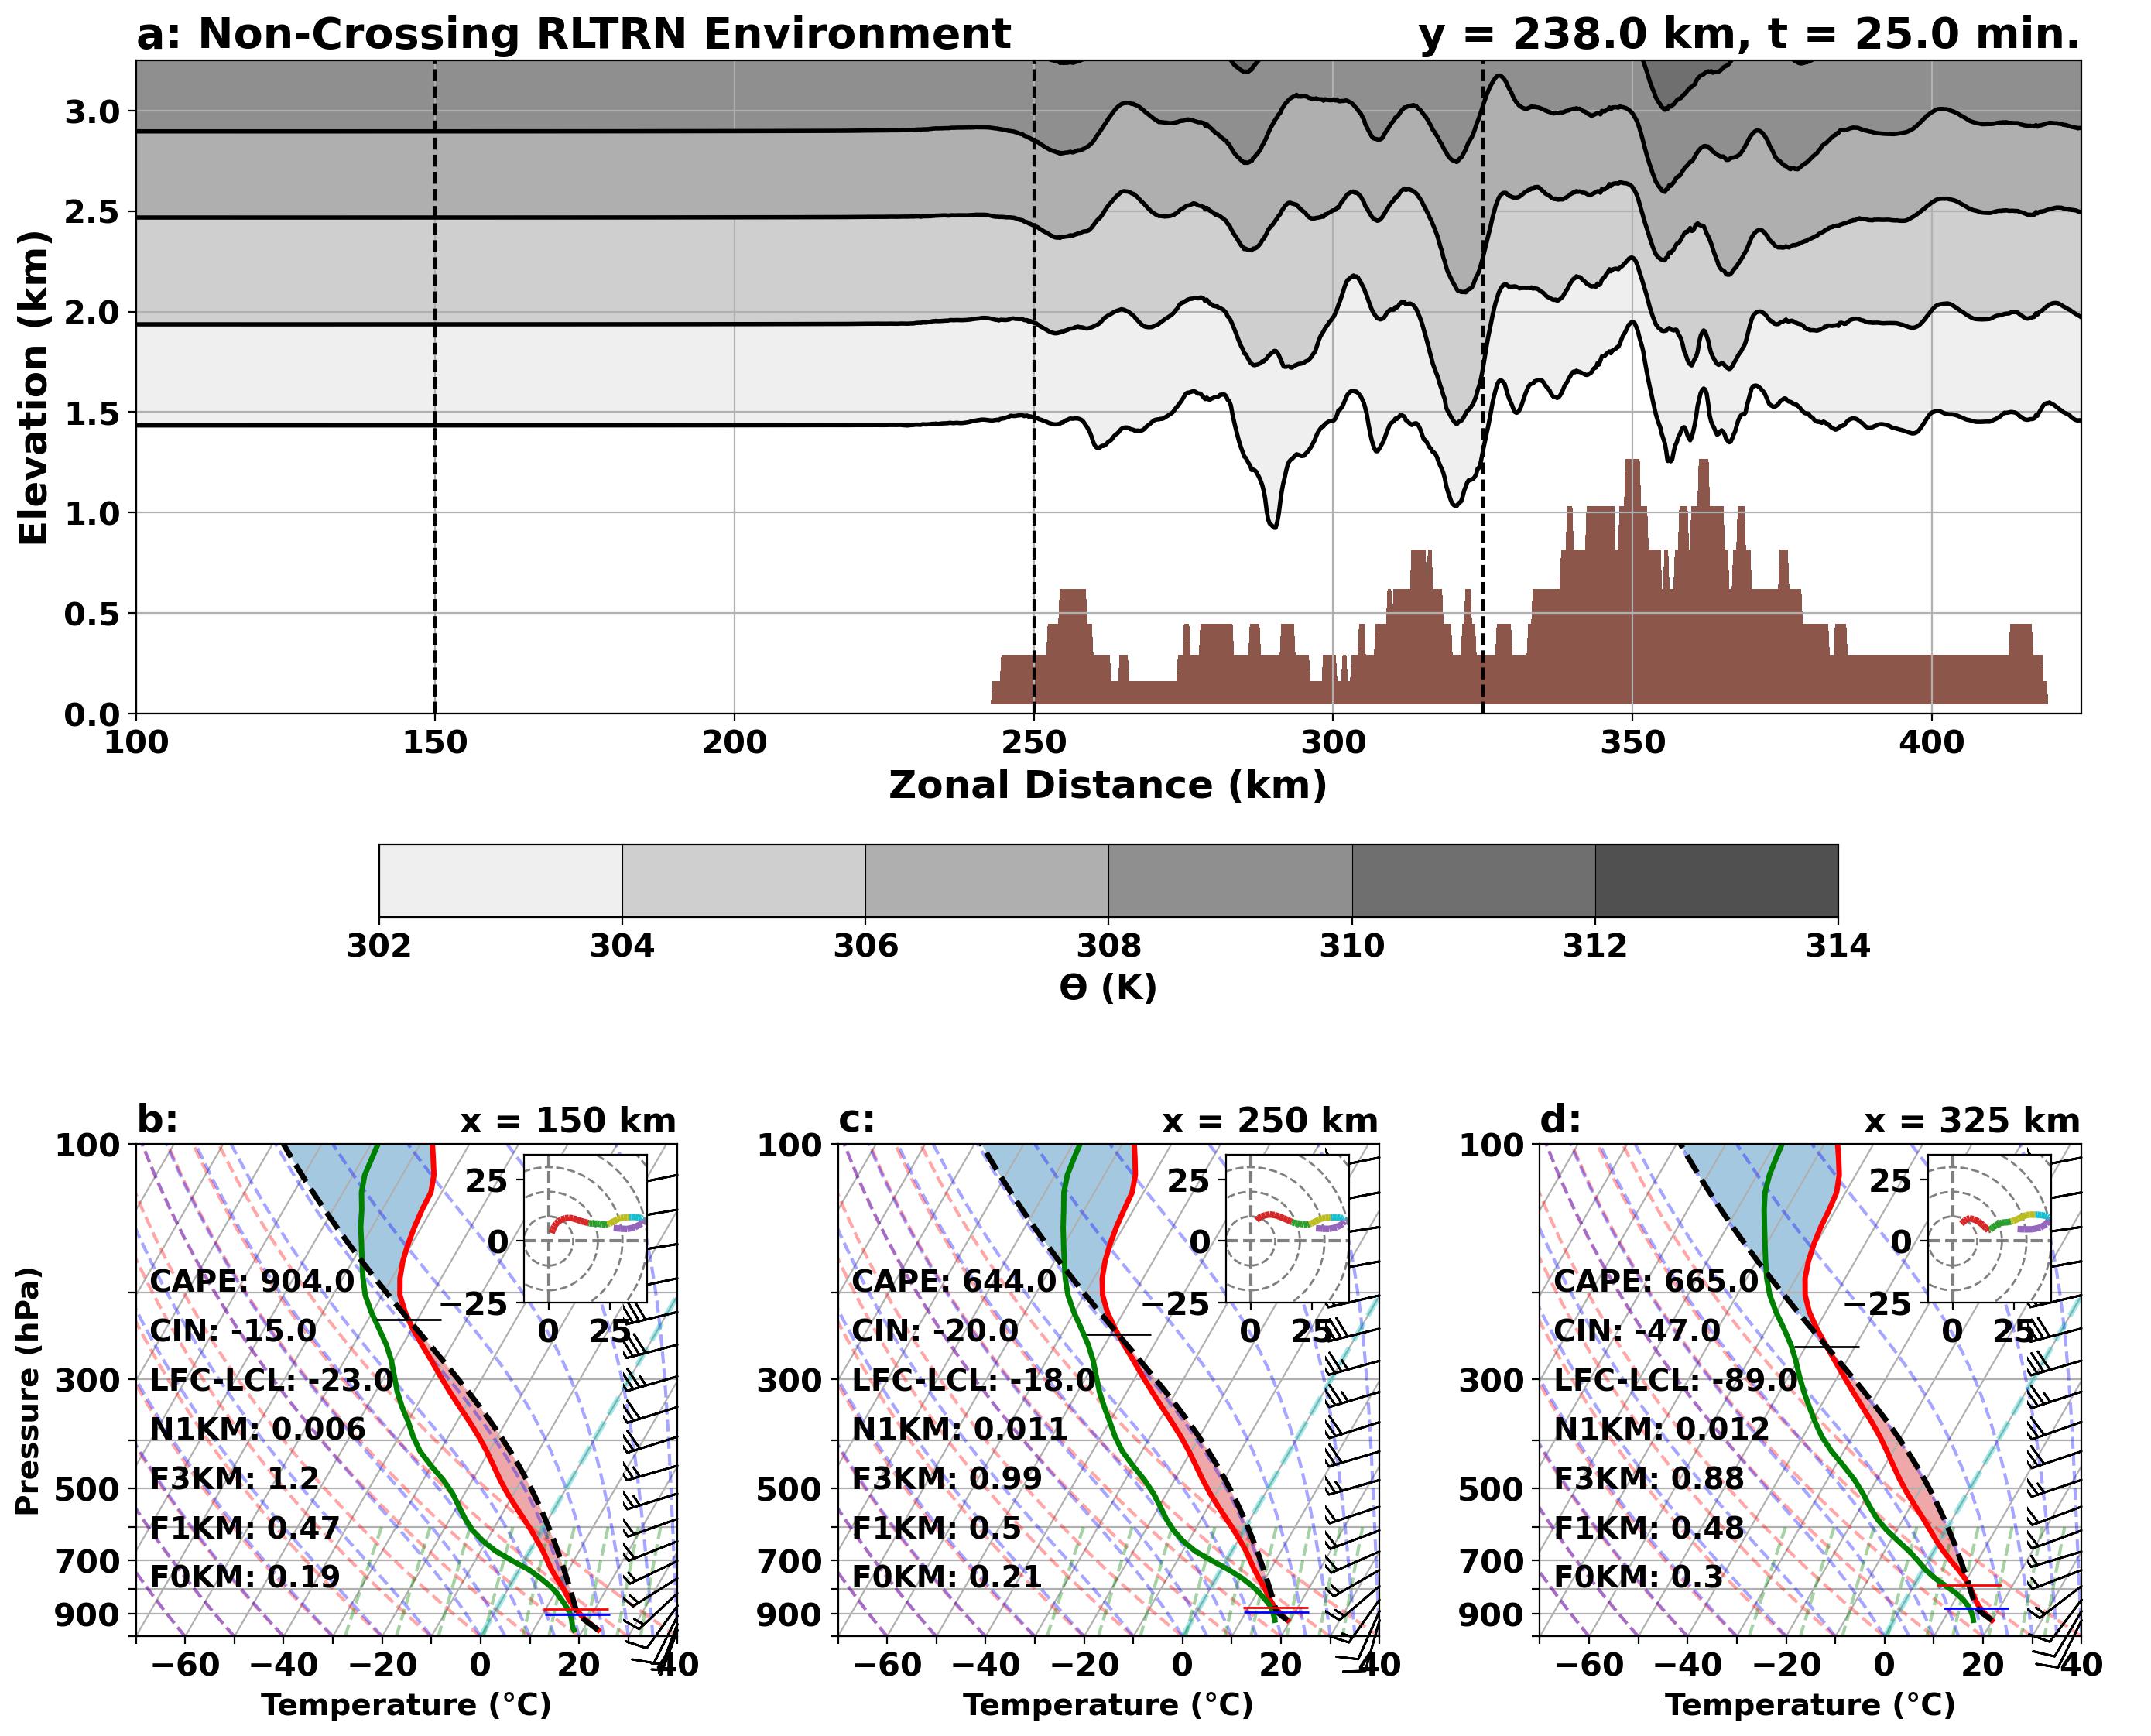 a: Non-Crossing RLTRN Environment
y = 238.0 km, t = 25.0 min.
3.0
2.5
2.0
1.5
1.0
0.5
0.0
Elevation (km)
100 150 200 250 300 350 400
Zonal Distance (km)
302 304 306 308 310 312 314
Θ (K)
b: x = 150 km
100
300
500
700
900
Pressure (hPa)
25
0
−25
0 25
CAPE: 904.0
CIN: -15.0
LFC-LCL: -23.0
N1KM: 0.006
F3KM: 1.2
F1KM: 0.47
F0KM: 0.19
−60 −40 −20 0 20 40
Temperature (°C)
c: x = 250 km
100
300
500
700
900
25
0
−25
0 25
CAPE: 644.0
CIN: -20.0
LFC-LCL: -18.0
N1KM: 0.011
F3KM: 0.99
F1KM: 0.5
F0KM: 0.21
−60 −40 −20 0 20 40
Temperature (°C)
d: x = 325 km
100
300
500
700
900
25
0
−25
0 25
CAPE: 665.0
CIN: -47.0
LFC-LCL: -89.0
N1KM: 0.012
F3KM: 0.88
F1KM: 0.48
F0KM: 0.3
−60 −40 −20 0 20 40
Temperature (°C)